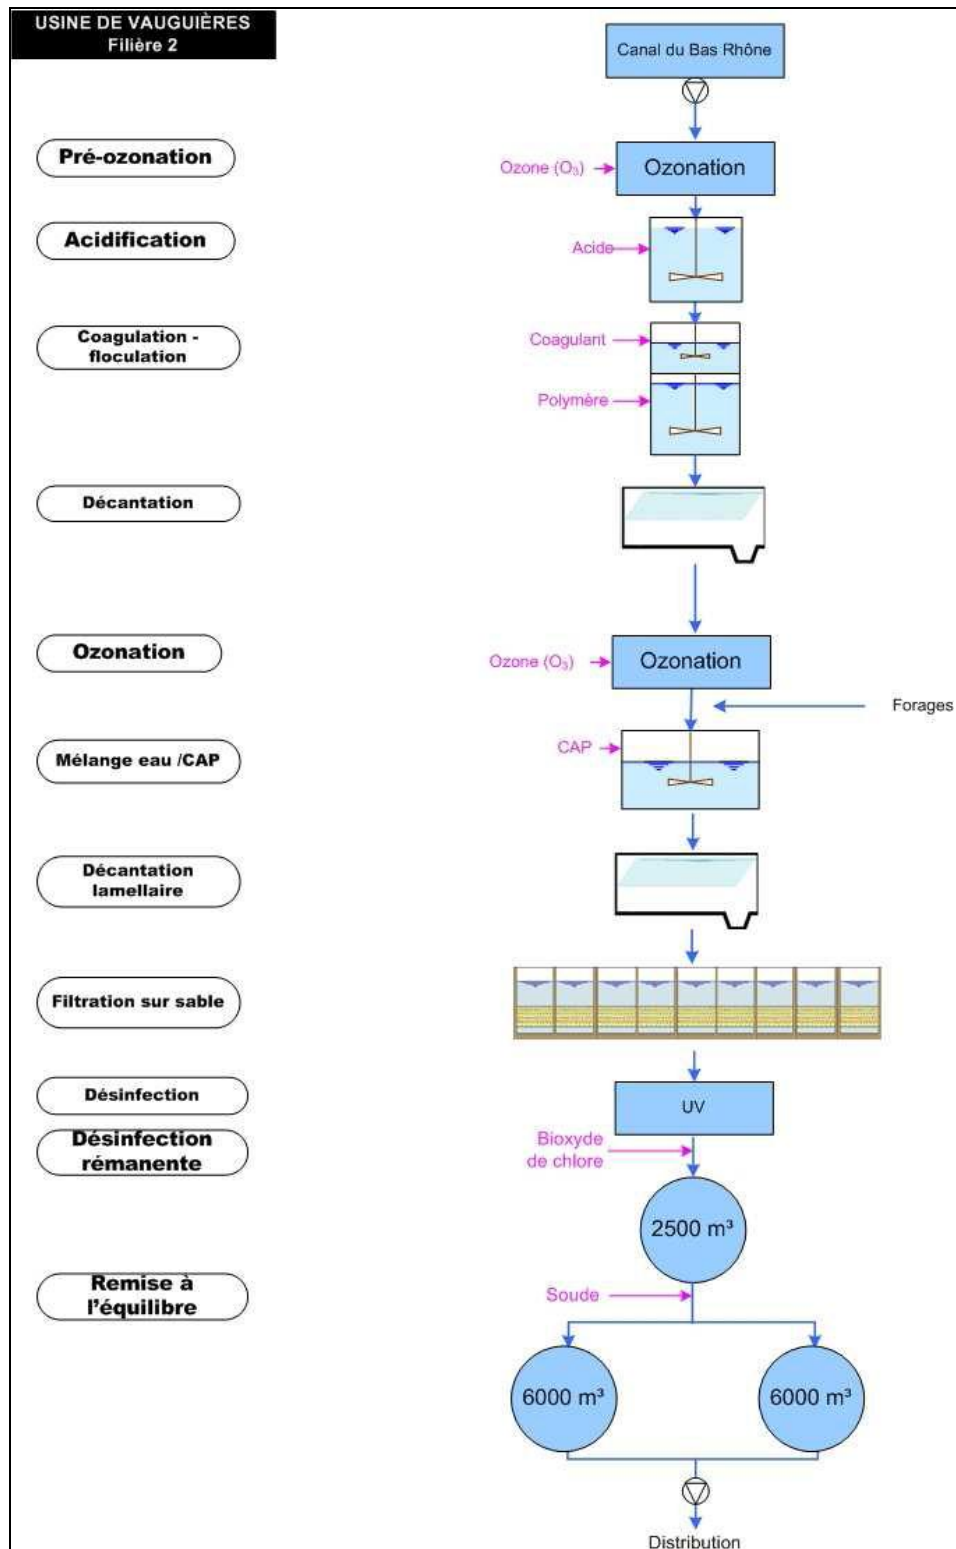 USINE DE VAUGUIÈRES
Filière 2
Canal du Bas Rhône
Pré-ozonation
Ozone (O₃)
Ozonation
Acidification
Acide
Coagulation -
floculation
Coagulant
Polymère
Décantation
Ozonation
Ozone (O₃)
Ozonation
Forages
Mélange eau /CAP
CAP
Décantation
lamellaire
Filtration sur sable
Désinfection
UV
Désinfection
rémanente
Bioxyde
de chlore
2500 m³
Remise à
l'équilibre
Soude
6000 m³
6000 m³
Distribution